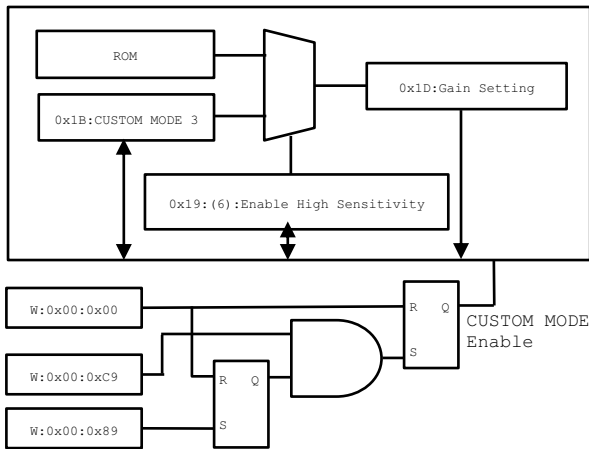 ROM
0x1B:CUSTOM MODE 3
0x1D:Gain Setting
0x19:(6):Enable High Sensitivity
W:0x00:0x00
R Q
S
CUSTOM MODE
Enable
W:0x00:0xC9
R Q
S
W:0x00:0x89